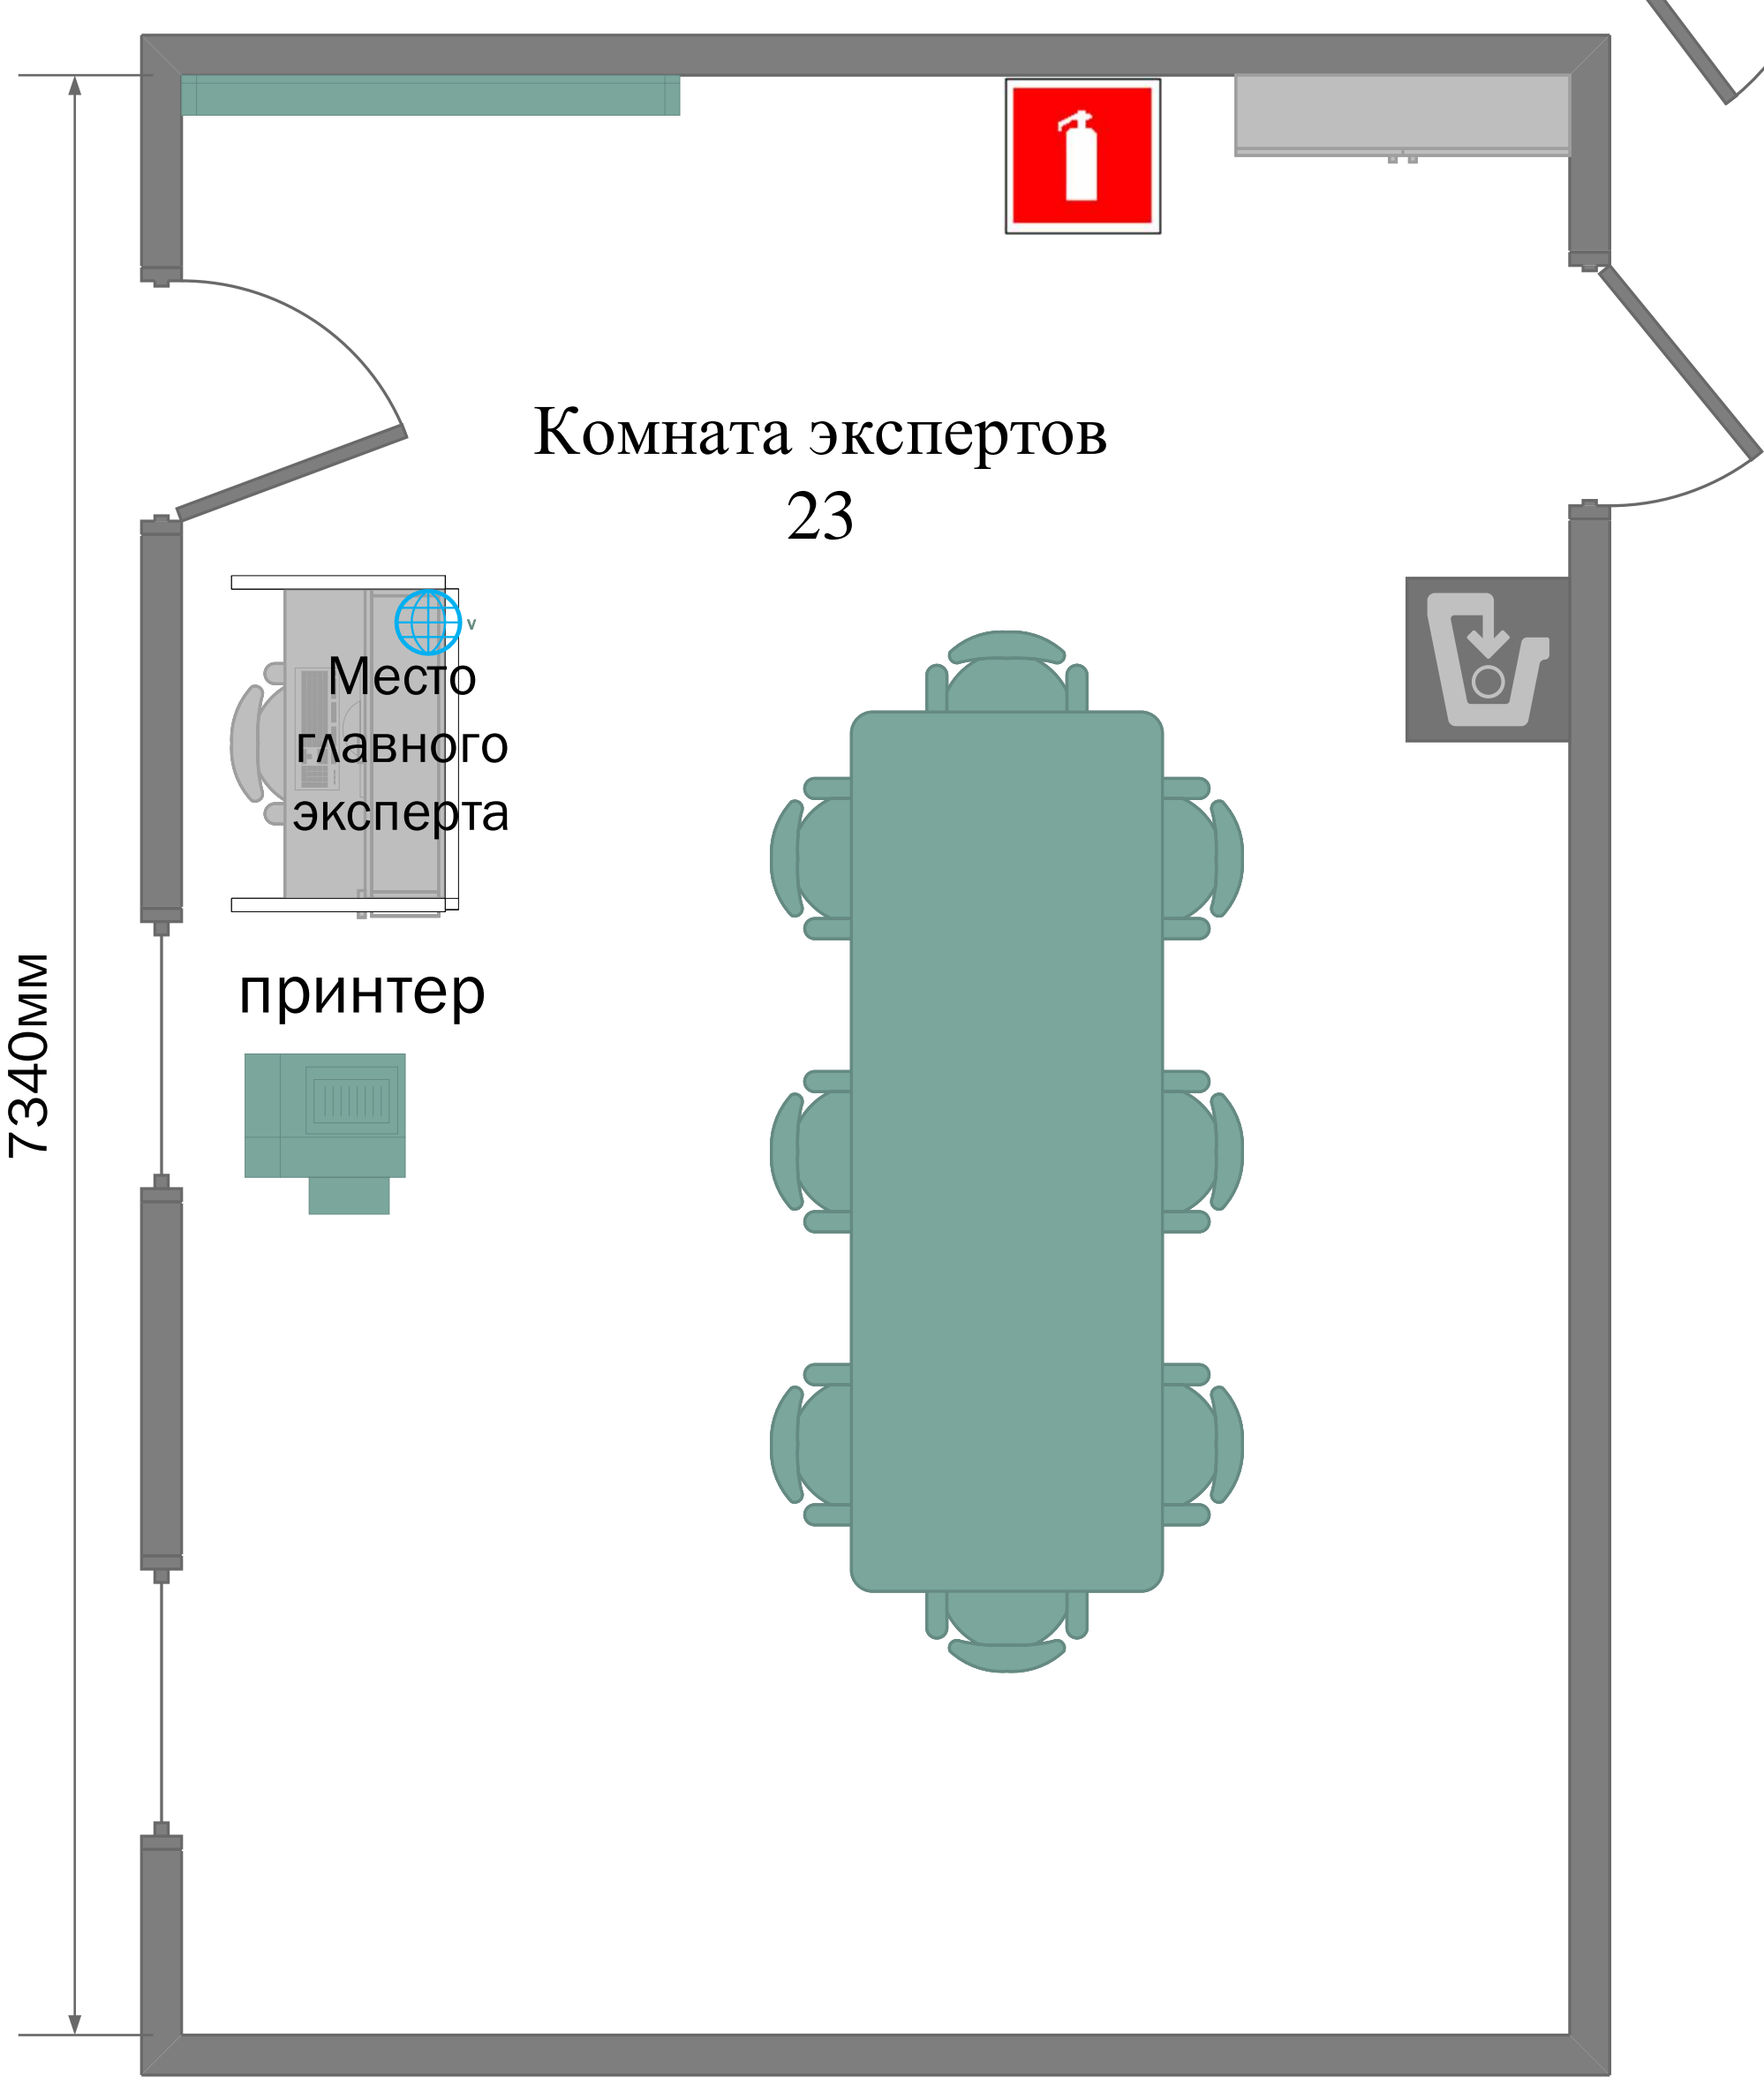 Комната экспертов
23
v
Место
главного
эксперта
принтер
7340мм